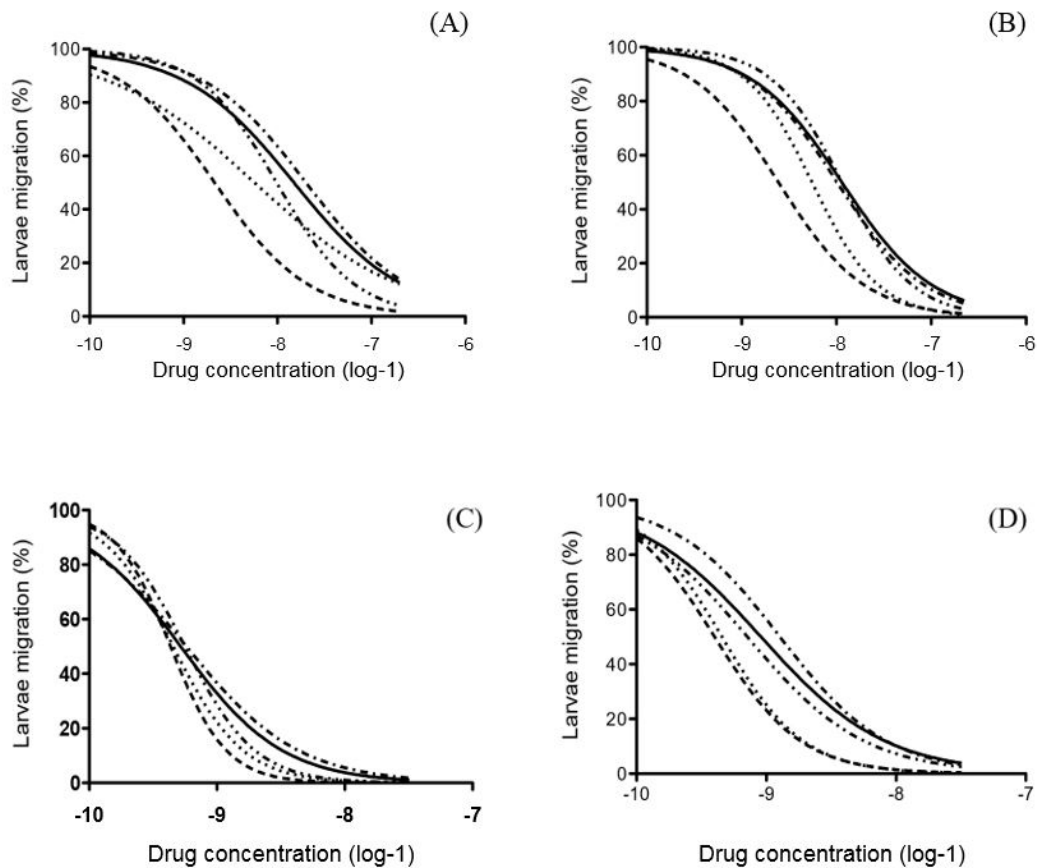 (A)
Larvae migration (%)
100
80
60
40
20
0
-10 -9 -8 -7 -6
Drug concentration (log-1)
(B)
Larvae migration (%)
100
80
60
40
20
0
-10 -9 -8 -7 -6
Drug concentration (log-1)
(C)
Larvae migration (%)
100
80
60
40
20
0
-10 -9 -8 -7
Drug concentration (log-1)
(D)
Larvae migration (%)
100
80
60
40
20
0
-10 -9 -8 -7
Drug concentration (log-1)